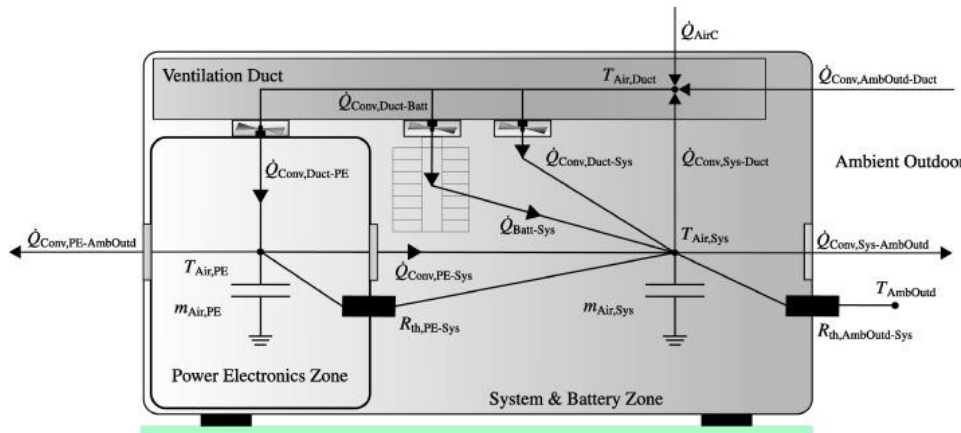 Q̇AirC
Ventilation Duct
TAir,Duct
Q̇Conv,AmbOutd-Duct
Q̇Conv,Duct-Batt
Q̇Conv,Duct-PE
Q̇Conv,Duct-Sys
Q̇Conv,Sys-Duct
Ambient Outdoor
Q̇Batt-Sys
Q̇Conv,PE-AmbOutd
TAir,PE
Q̇Conv,PE-Sys
TAir,Sys
Q̇Conv,Sys-AmbOutd
mAir,PE
Rth,PE-Sys
mAir,Sys
TAmbOutd
Rth,AmbOutd-Sys
Power Electronics Zone
System & Battery Zone